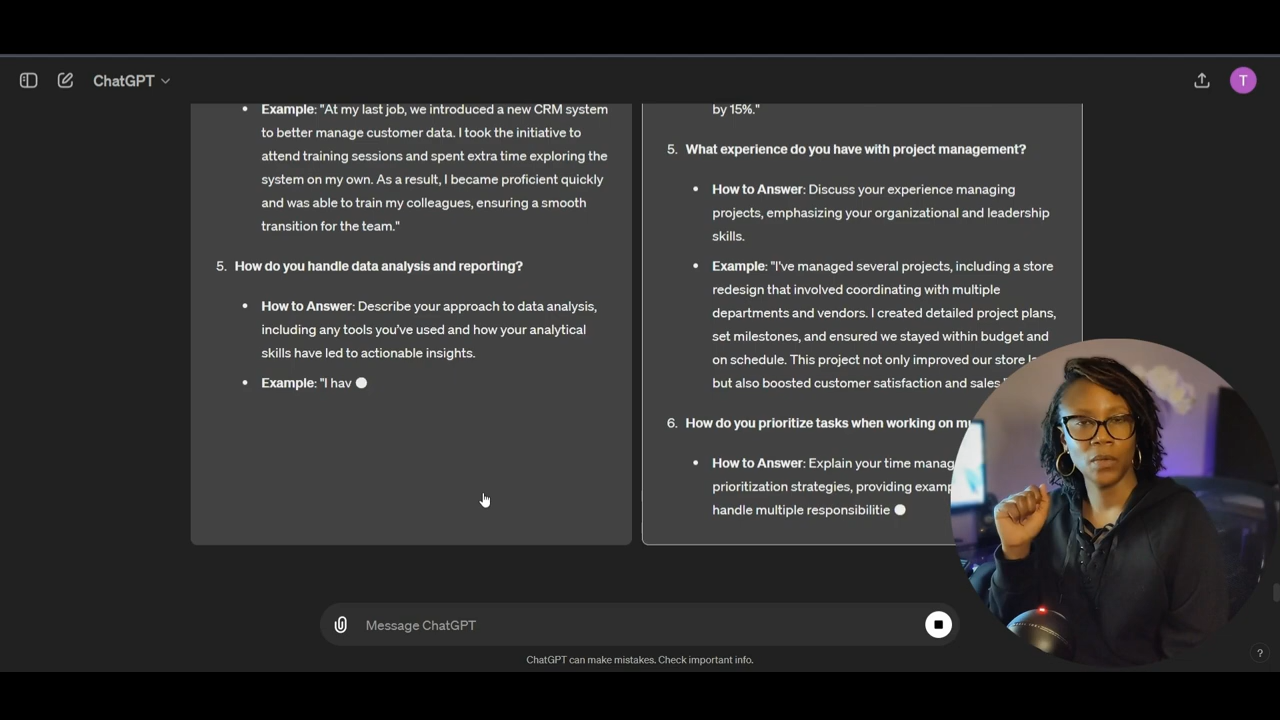 ChatGPT
T
Example: "At my last job, we introduced a new CRM system
to better manage customer data. I took the initiative to
attend training sessions and spent extra time exploring the
system on my own. As a result, I became proficient quickly
and was able to train my colleagues, ensuring a smooth
transition for the team."
5. How do you handle data analysis and reporting?
How to Answer: Describe your approach to data analysis,
including any tools you've used and how your analytical
skills have led to actionable insights.
Example: "I hav
by 15%."
5. What experience do you have with project management?
How to Answer: Discuss your experience managing
projects, emphasizing your organizational and leadership
skills.
Example: "I've managed several projects, including a store
redesign that involved coordinating with multiple
departments and vendors. I created detailed project plans,
set milestones, and ensured we stayed within budget and
on schedule. This project not only improved our store
but also boosted customer satisfaction and sales
6. How do you prioritize tasks when working on
How to Answer: Explain your time
prioritization strategies, providing
handle multiple responsibilitie
Message ChatGPT
ChatGPT can make mistakes. Check important info.
?